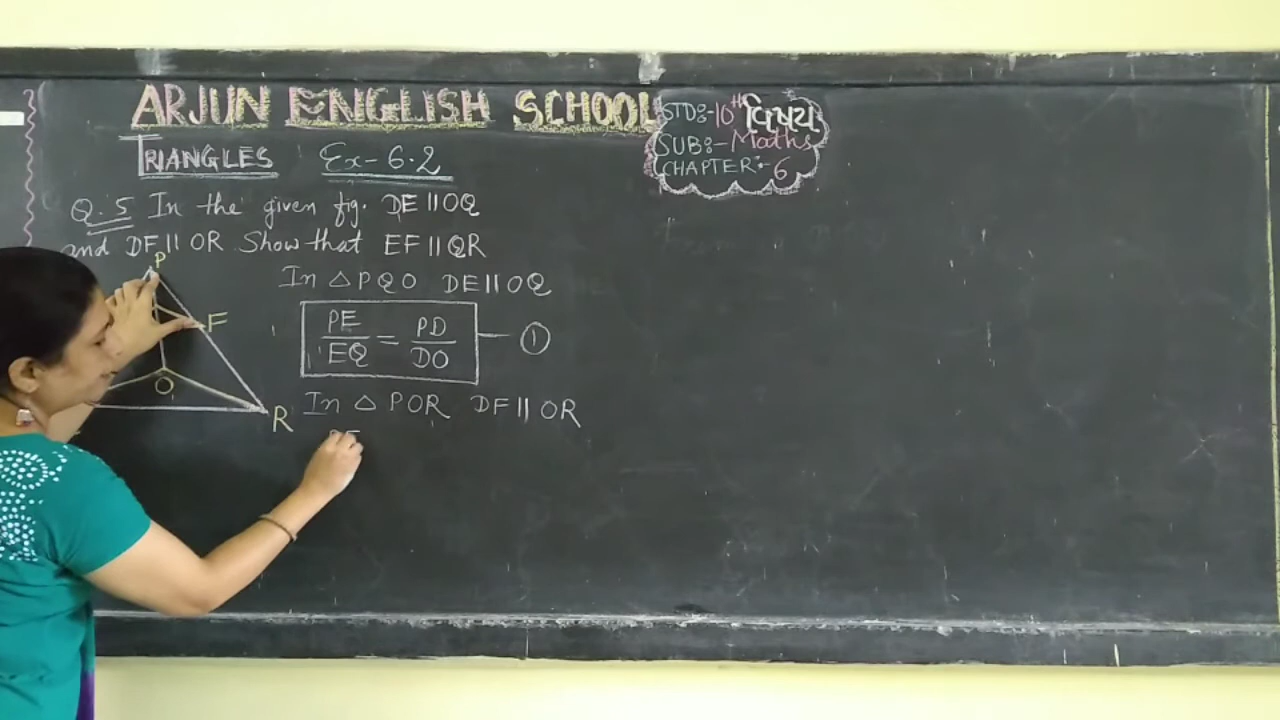 ARJUN ENGLISH SCHOOL
STD:-10th વિષય
SUB:-Maths
CHAPTER:-6
TRIANGLES Ex-6.2
Q.5 In the given fig. DE||OQ
and DF||OR Show that EF||QR
P
F
O
R
In △PQO DE||OQ
PE/EQ = PD/DO — ①
In △POR DF||OR